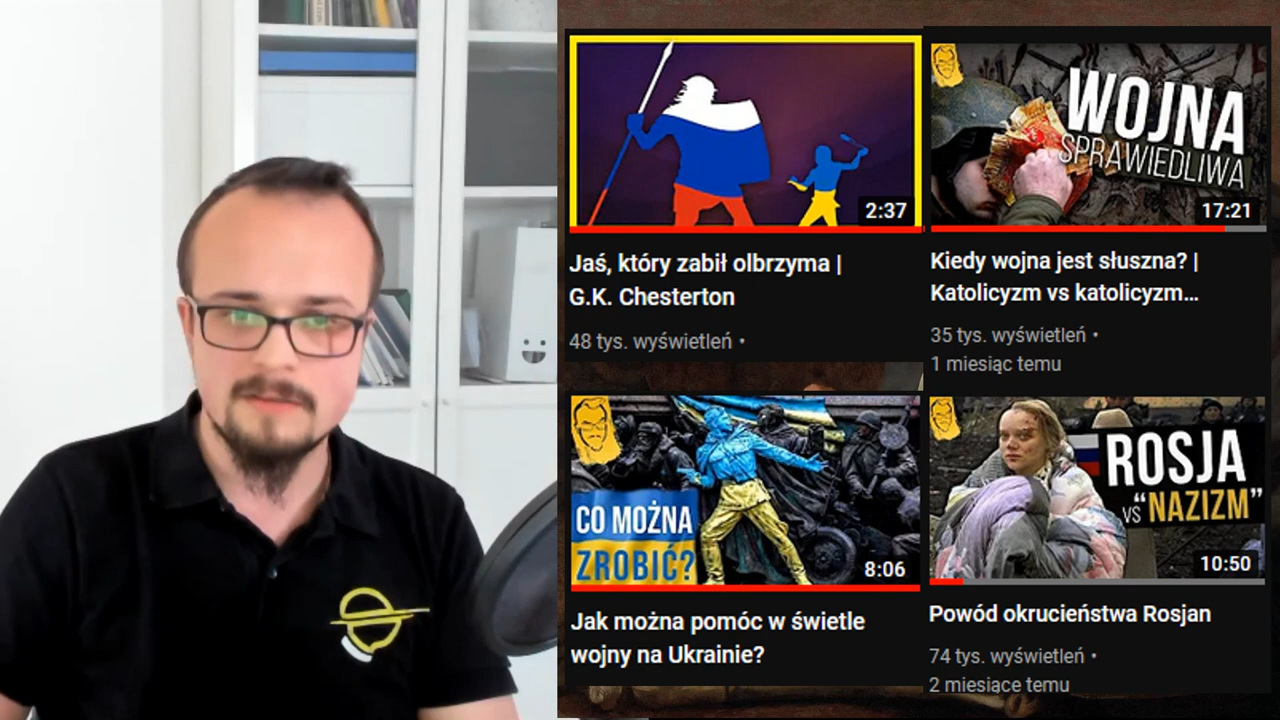 2:37
Jaś, który zabił olbrzyma |
G.K. Chesterton
48 tys. wyświetleń •
WOJNA
SPRAWIEDLIWA
17:21
Kiedy wojna jest słuszna? |
Katolicyzm vs katolicyzm...
35 tys. wyświetleń •
1 miesiąc temu
CO MOŻNA
ZROBIĆ?
8:06
Jak można pomóc w świetle
wojny na Ukrainie?
ROSJA
VS “NAZIZM”
10:50
Powód okrucieństwa Rosjan
74 tys. wyświetleń •
2 miesiące temu